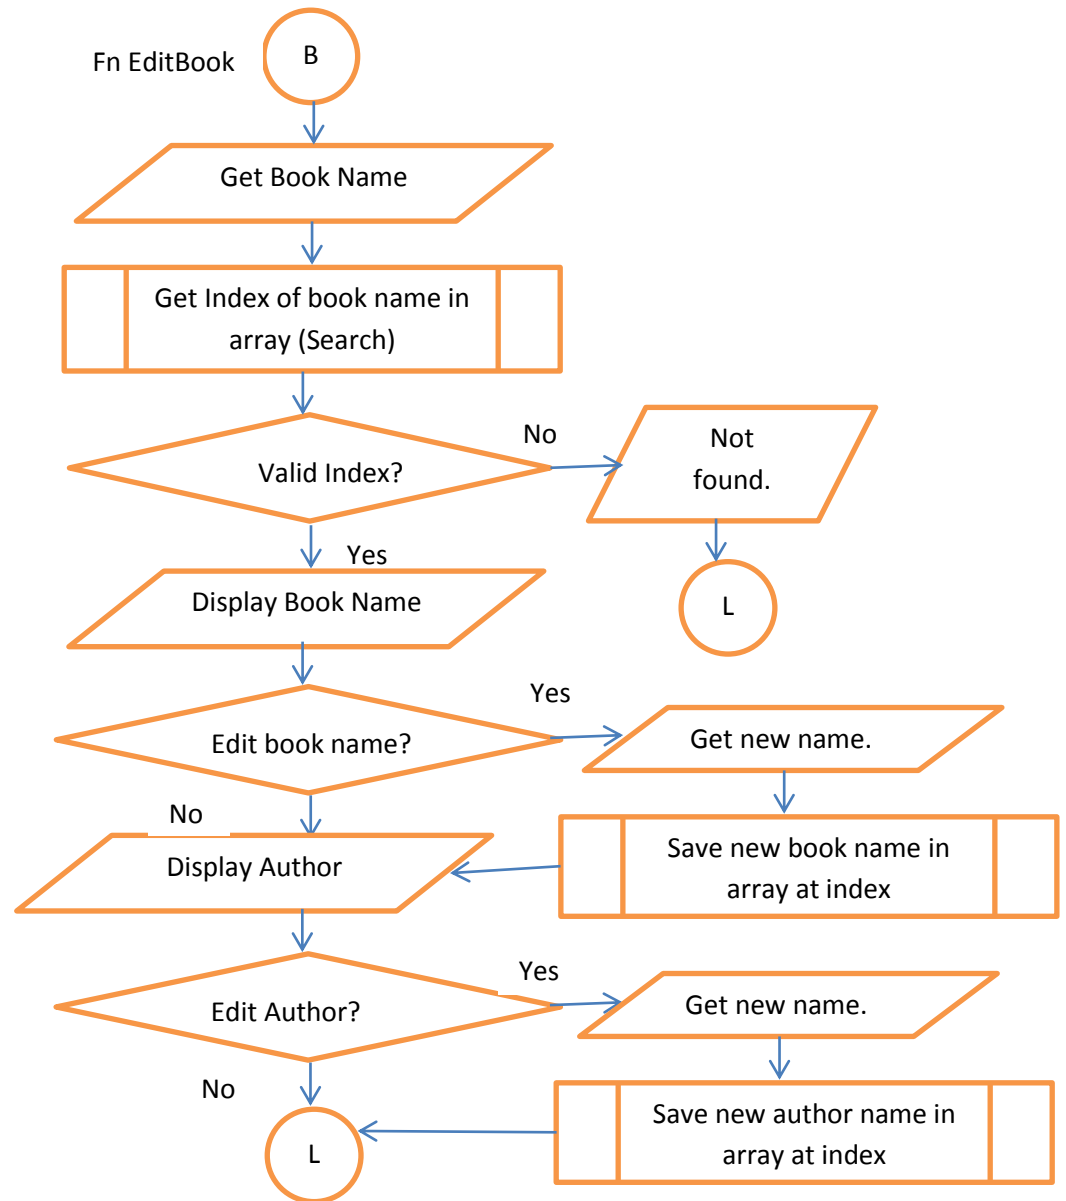 Fn EditBook
B
Get Book Name
Get Index of book name in
array (Search)
Valid Index?
No
Not
found.
L
Yes
Display Book Name
Edit book name?
Yes
Get new name.
Save new book name in
array at index
No
Display Author
Edit Author?
Yes
Get new name.
Save new author name in
array at index
No
L